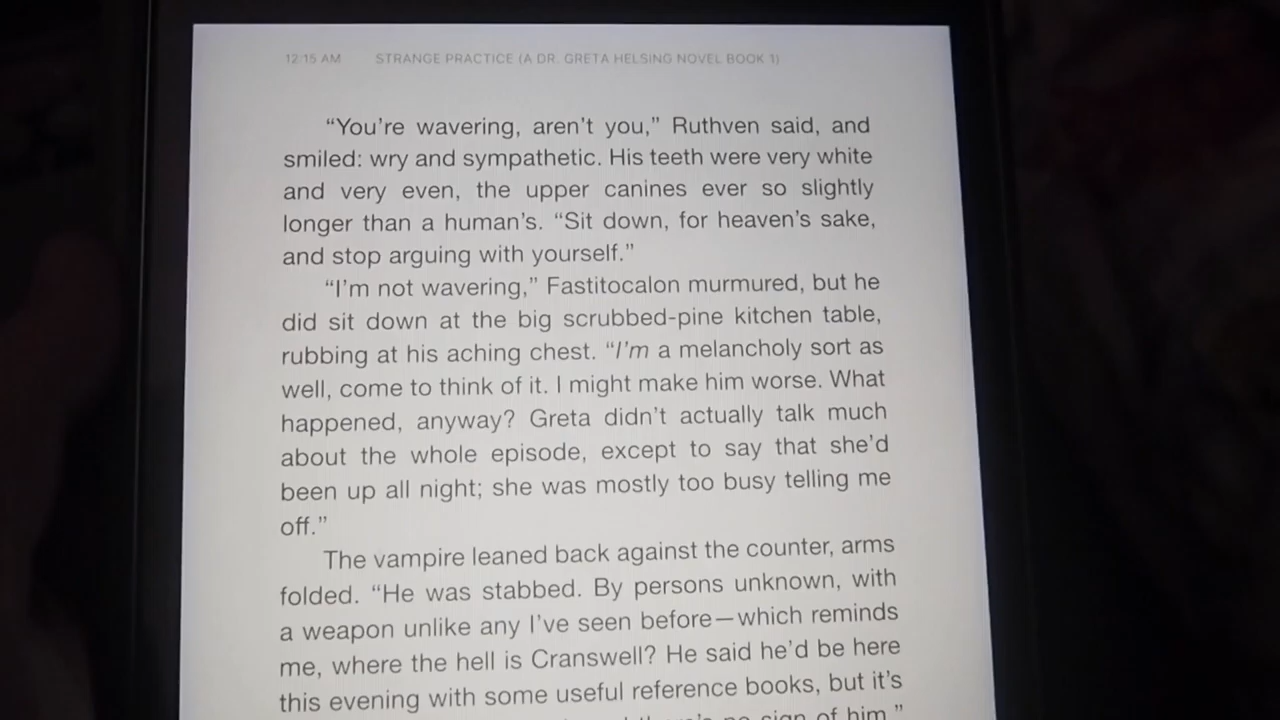 12:15 AM STRANGE PRACTICE (A DR. GRETA HELSING NOVEL BOOK 1)
“You’re wavering, aren’t you,” Ruthven said, and
smiled: wry and sympathetic. His teeth were very white
and very even, the upper canines ever so slightly
longer than a human’s. “Sit down, for heaven’s sake,
and stop arguing with yourself.”
“I’m not wavering,” Fastitocalon murmured, but he
did sit down at the big scrubbed-pine kitchen table,
rubbing at his aching chest. “I’m a melancholy sort as
well, come to think of it. I might make him worse. What
happened, anyway? Greta didn’t actually talk much
about the whole episode, except to say that she’d
been up all night; she was mostly too busy telling me
off.”
The vampire leaned back against the counter, arms
folded. “He was stabbed. By persons unknown, with
a weapon unlike any I’ve seen before—which reminds
me, where the hell is Cranswell? He said he’d be here
this evening with some useful reference books, but it’s
no sign of him.”